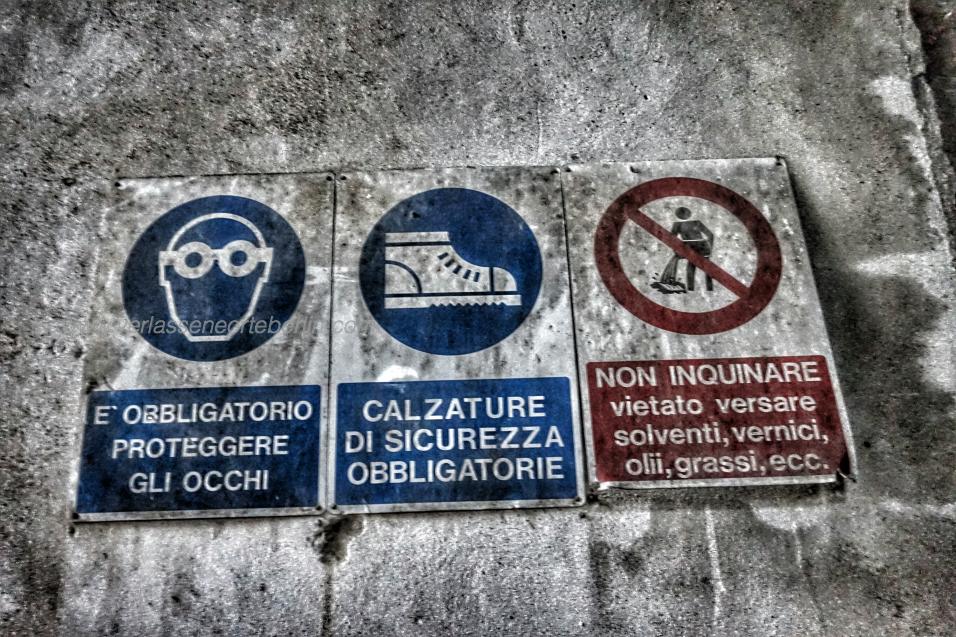 E' OBBLIGATORIO
PROTEGGERE
GLI OCCHI
CALZATURE
DI SICUREZZA
OBBLIGATORIE
NON INQUINARE
vietato versare
solventi, vernici,
olii, grassi, ecc.